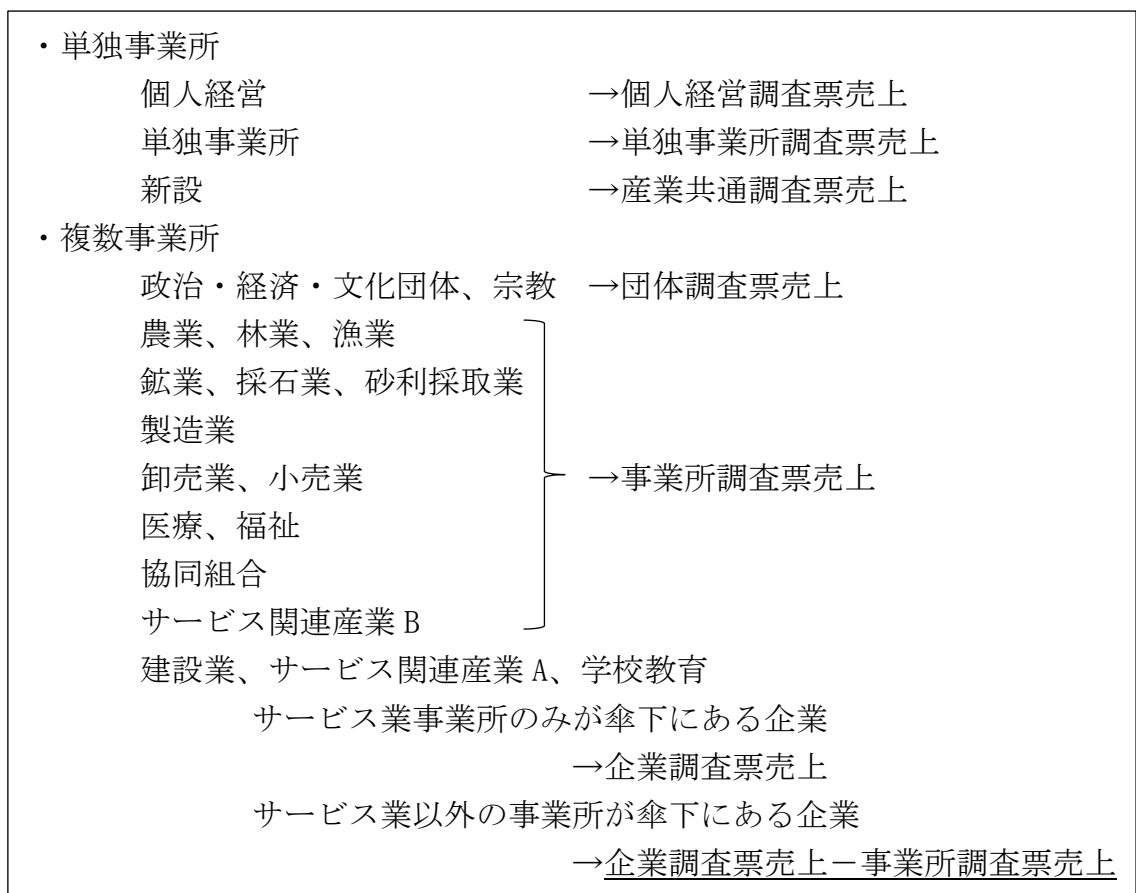 ・単独事業所
個人経営 →個人経営調査票売上
単独事業所 →単独事業所調査票売上
新設 →産業共通調査票売上
・複数事業所
政治・経済・文化団体、宗教 →団体調査票売上
農業、林業、漁業
鉱業、採石業、砂利採取業
製造業
卸売業、小売業 →事業所調査票売上
医療、福祉
協同組合
サービス関連産業 B
建設業、サービス関連産業 A、学校教育
サービス業事業所のみが傘下にある企業
→企業調査票売上
サービス業以外の事業所が傘下にある企業
→企業調査票売上－事業所調査票売上